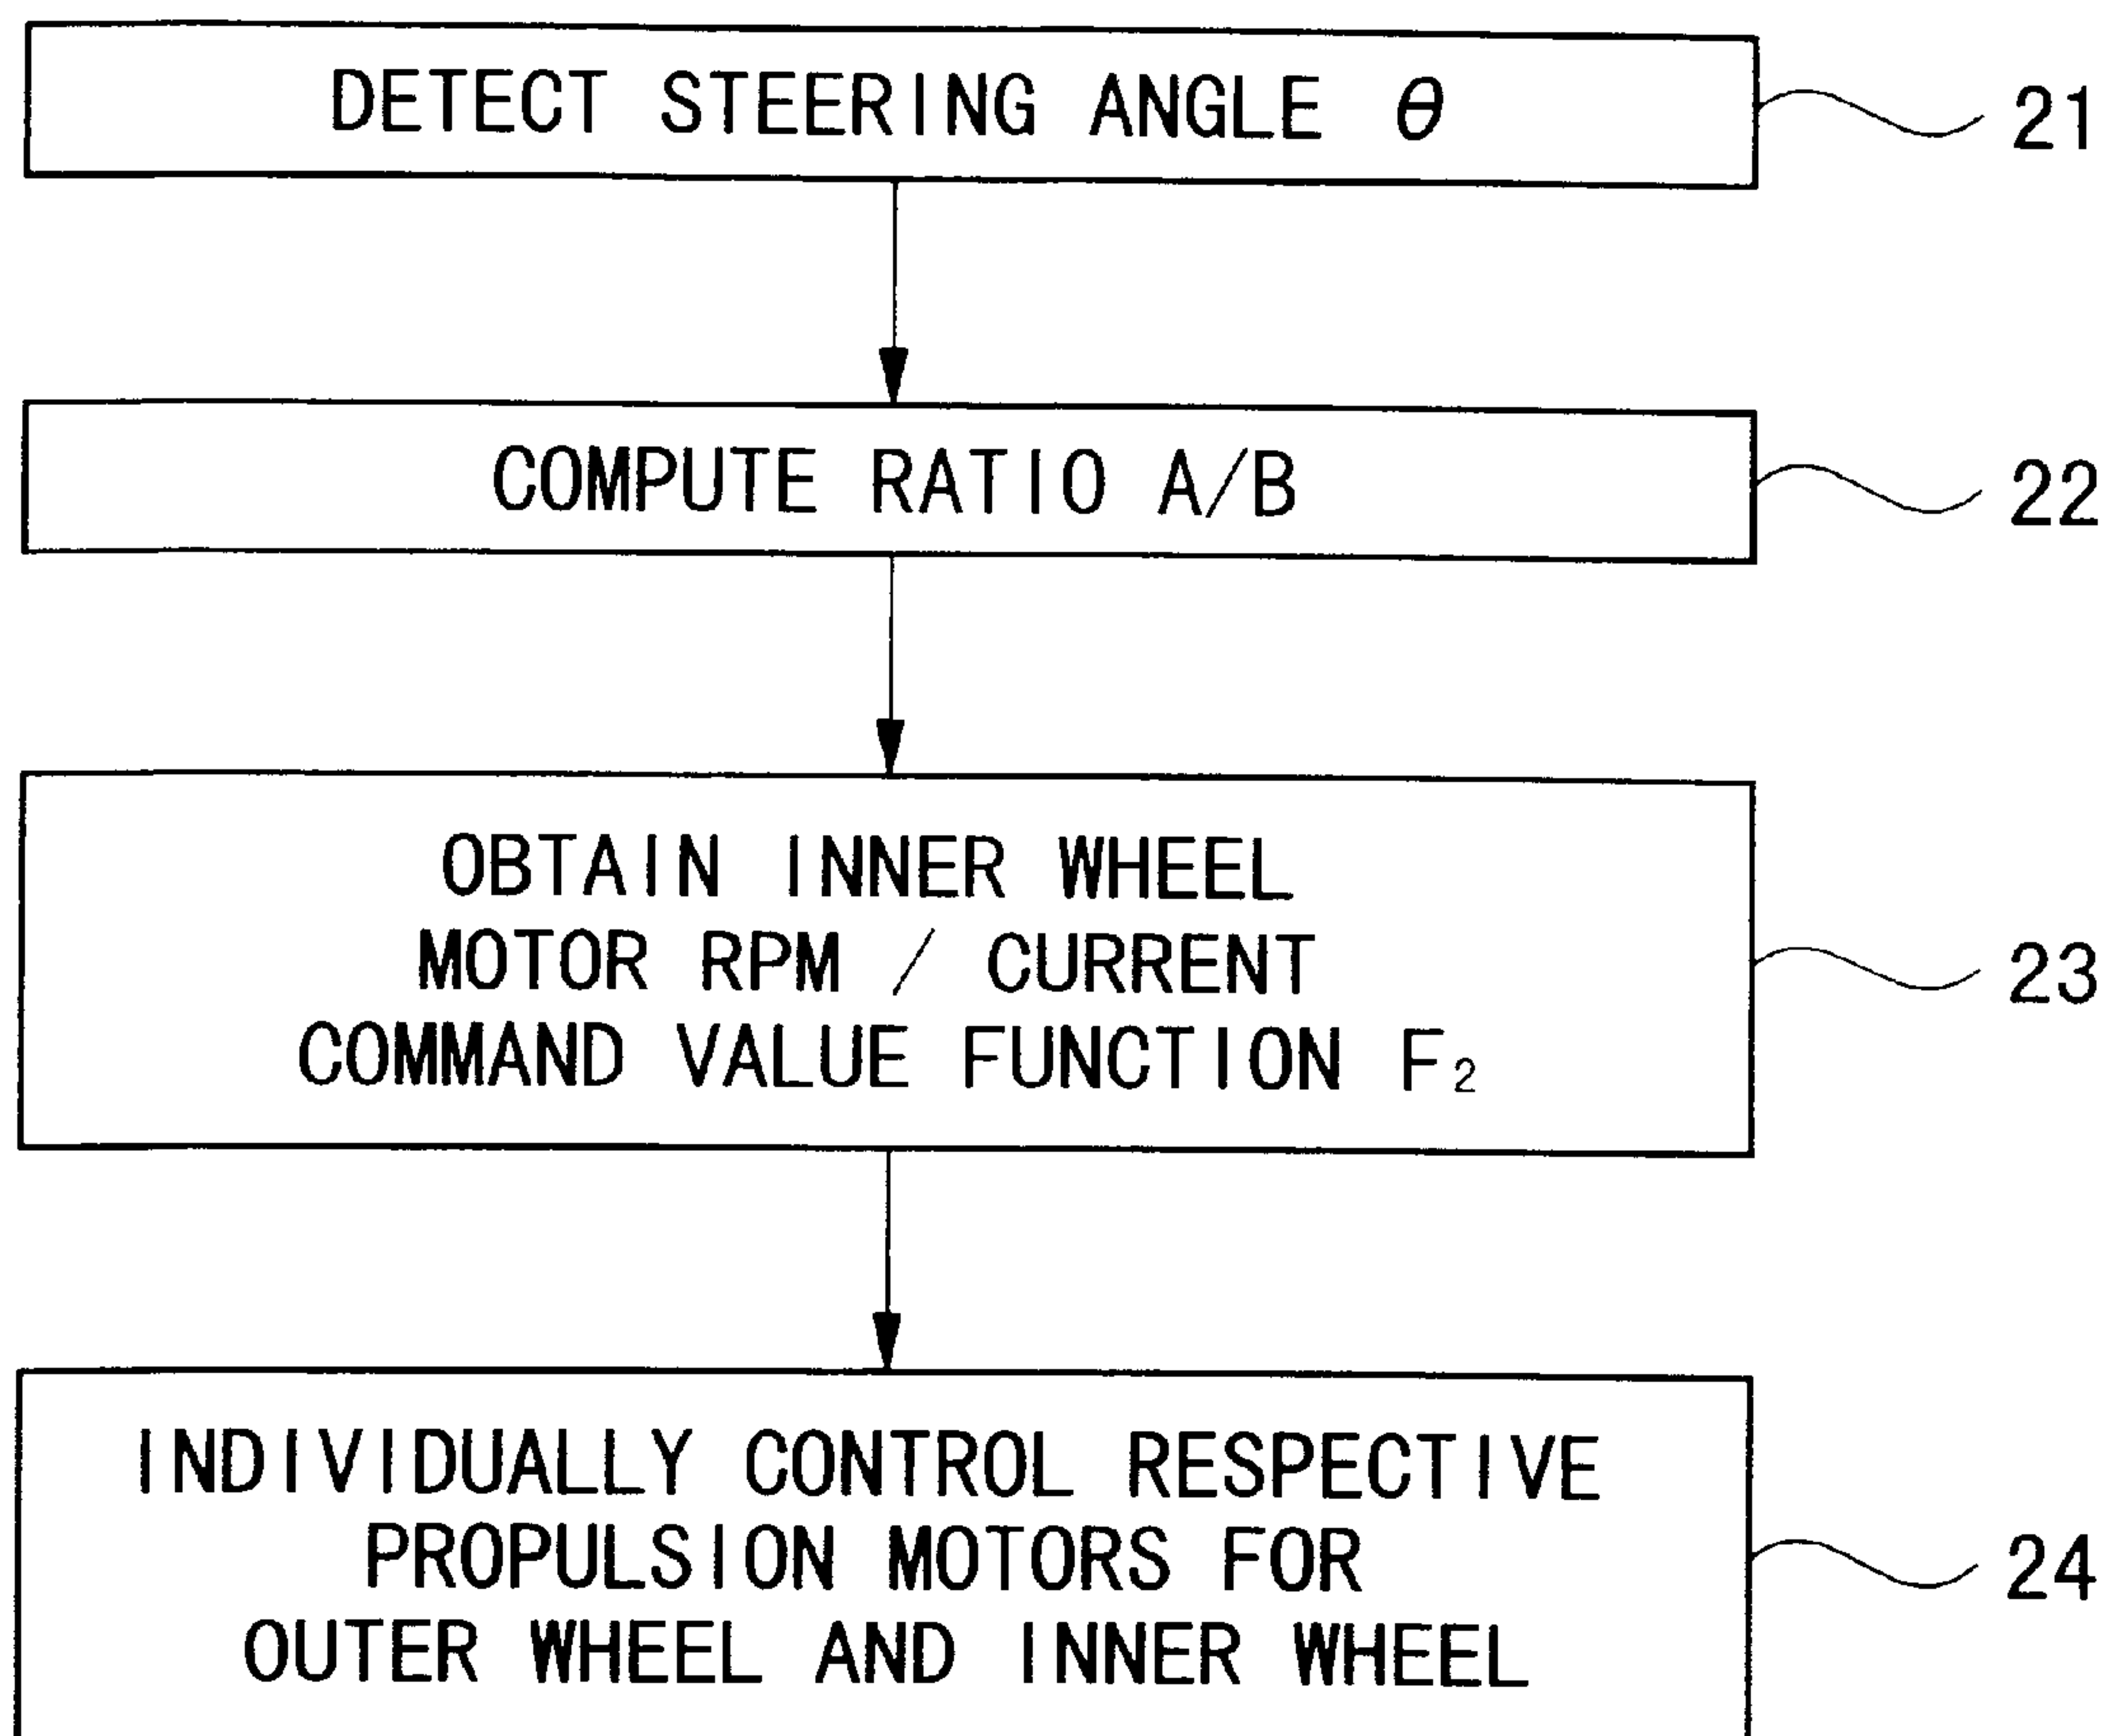 DETECT STEERING ANGLE θ
21
COMPUTE RATIO A/B
22
OBTAIN INNER WHEEL
MOTOR RPM / CURRENT
COMMAND VALUE FUNCTION F₂
23
INDIVIDUALLY CONTROL RESPECTIVE
PROPULSION MOTORS FOR
OUTER WHEEL AND INNER WHEEL
24